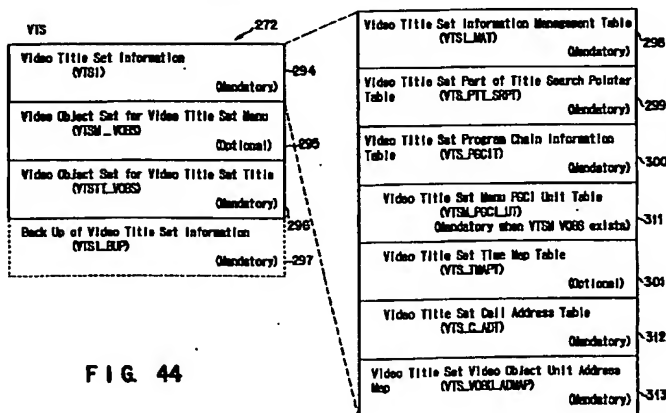 VTS
272
Video Title Set Information
(VTSI)
(Mandatory)
294
Video Object Set for Video Title Set Menu
(VTSM_VOBS)
(Optional)
295
Video Object Set for Video Title Set Title
(VTSTT_VOBS)
(Mandatory)
296
Back Up of Video Title Set Information
(VTSI_BUP)
(Mandatory)
297
Video Title Set Information Management Table
(VTSI_MAT)
(Mandatory)
298
Video Title Set Part of Title Search Pointer
Table
(VTS_PTT_SRPT)
(Mandatory)
299
Video Title Set Program Chain Information
Table
(VTS_PGCIT)
(Mandatory)
300
Video Title Set Menu PGCI Unit Table
(VTSM_PGCI_UT)
(Mandatory when VTSM VOBS exists)
311
Video Title Set Time Map Table
(VTS_TMAPT)
(Optional)
301
Video Title Set Cell Address Table
(VTS_C_ADT)
(Mandatory)
312
Video Title Set Video Object Unit Address
Map
(VTS_VOBU_ADMAP)
(Mandatory)
313
FIG. 44